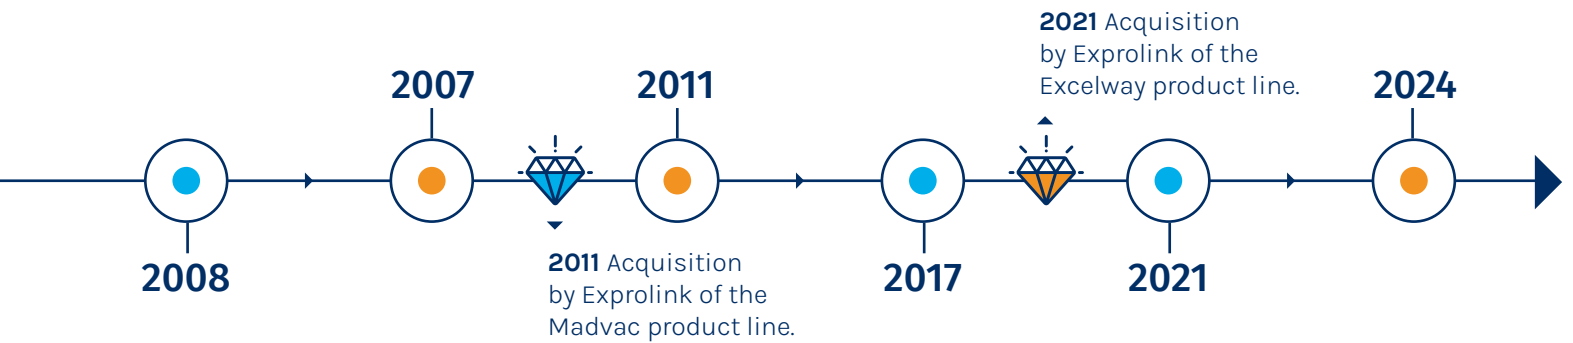 2008
2007
2011 Acquisition
by Exprolink of the
Madvac product line.
2011
2017
2021 Acquisition
by Exprolink of the
Excelway product line.
2021
2024